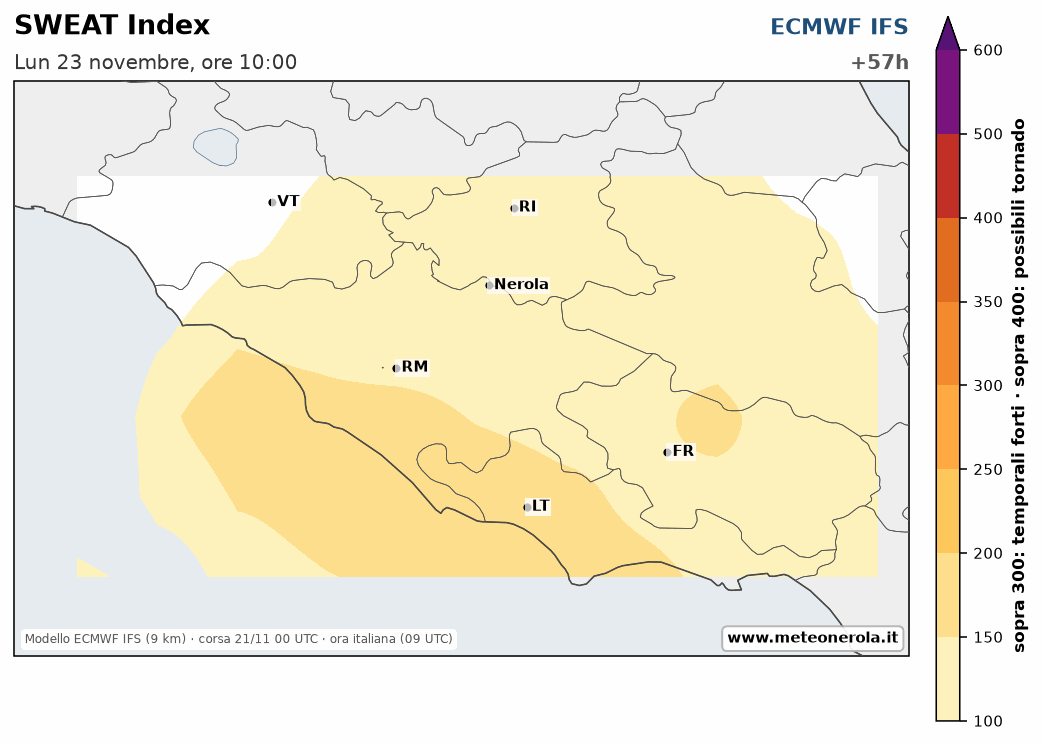 SWEAT Index
ECMWF IFS
Lun 23 novembre, ore 10:00
+57h
VT
RI
Nerola
RM
FR
LT
Modello ECMWF IFS (9 km) · corsa 21/11 00 UTC · ora italiana (09 UTC)
www.meteonerola.it
600
500
400
350
300
250
200
150
100
sopra 300: temporali forti · sopra 400: possibili tornado